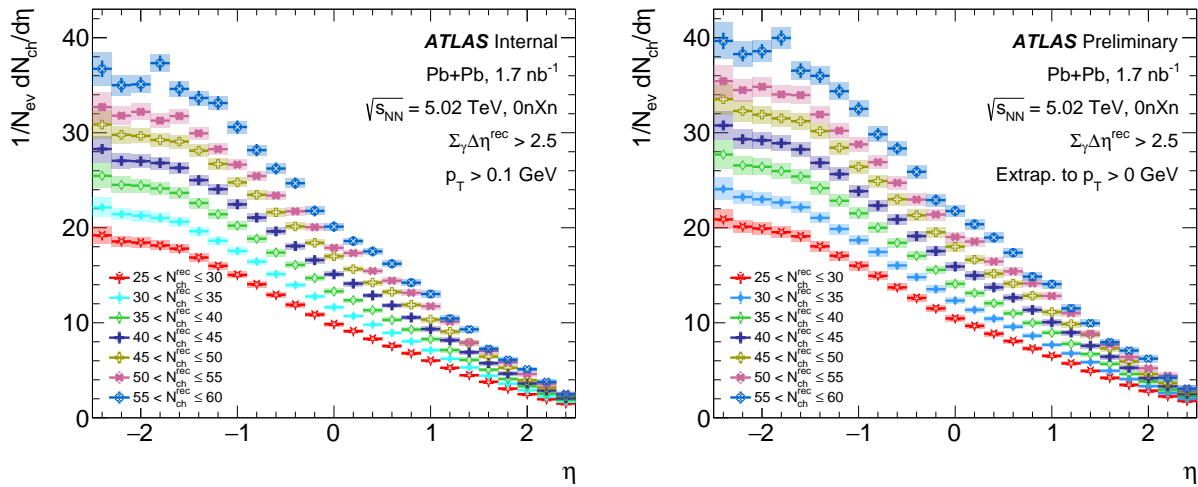 1/N_ev dN_ch/dη
40
30
20
10
0
ATLAS Internal
Pb+Pb, 1.7 nb⁻¹
√s_NN = 5.02 TeV, 0nXn
Σ_γΔη^rec > 2.5
p_T > 0.1 GeV
25 < N_ch^rec ≤ 30
30 < N_ch^rec ≤ 35
35 < N_ch^rec ≤ 40
40 < N_ch^rec ≤ 45
45 < N_ch^rec ≤ 50
50 < N_ch^rec ≤ 55
55 < N_ch^rec ≤ 60
−2 −1 0 1 2
η
1/N_ev dN_ch/dη
40
30
20
10
0
ATLAS Preliminary
Pb+Pb, 1.7 nb⁻¹
√s_NN = 5.02 TeV, 0nXn
Σ_γΔη^rec > 2.5
Extrap. to p_T > 0 GeV
25 < N_ch^rec ≤ 30
30 < N_ch^rec ≤ 35
35 < N_ch^rec ≤ 40
40 < N_ch^rec ≤ 45
45 < N_ch^rec ≤ 50
50 < N_ch^rec ≤ 55
55 < N_ch^rec ≤ 60
−2 −1 0 1 2
η